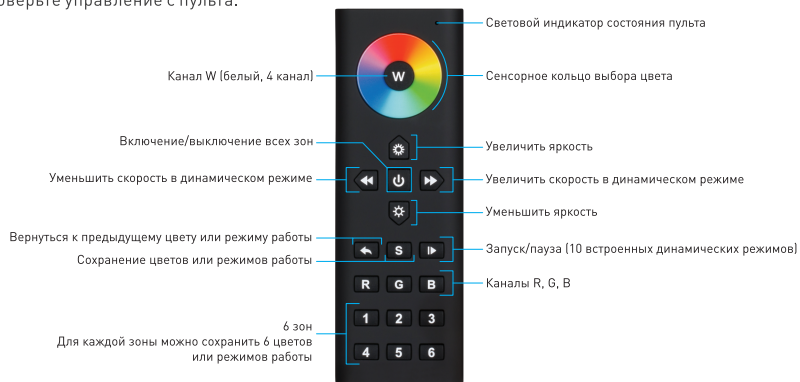 оверьте управление с пульта.
Световой индикатор состояния пульта
Канал W (белый, 4 канал)
W
Сенсорное кольцо выбора цвета
Включение/выключение всех зон
Увеличить яркость
Уменьшить скорость в динамическом режиме
Увеличить скорость в динамическом режиме
Уменьшить яркость
Вернуться к предыдущему цвету или режиму работы
Сохранение цветов или режимов работы
S
Запуск/пауза (10 встроенных динамических режимов)
R G B
Каналы R, G, B
1 2 3
6 зон
Для каждой зоны можно сохранить 6 цветов
или режимов работы
4 5 6